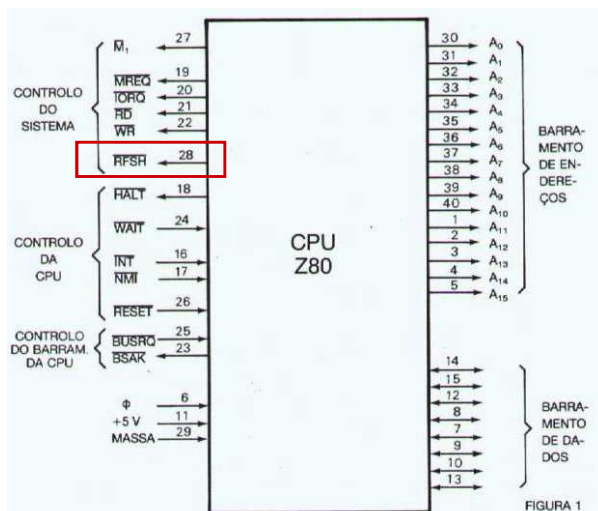 CONTROLO
DO
SISTEMA
M₁ 27
MREQ 19
IORQ 20
RD 21
WR 22
RFSH 28
CONTROLO
DA
CPU
HALT 18
WAIT 24
INT 16
NMI 17
RESET 26
CONTROLO
DO BARRAM.
DA CPU
BUSRQ 25
BSAK 23
Φ 6
+5 V 11
MASSA 29
CPU
Z80
30 A₀
31 A₁
32 A₂
33 A₃
34 A₄
35 A₅
36 A₆
37 A₇
38 A₈
39 A₉
40 A₁₀
1 A₁₁
2 A₁₂
3 A₁₃
4 A₁₄
5 A₁₅
BARRA-
MENTO
DE EN-
DERE-
ÇOS
14
15
12
8
7
9
10
13
BARRA-
MENTO
DE DA-
DOS
FIGURA 1